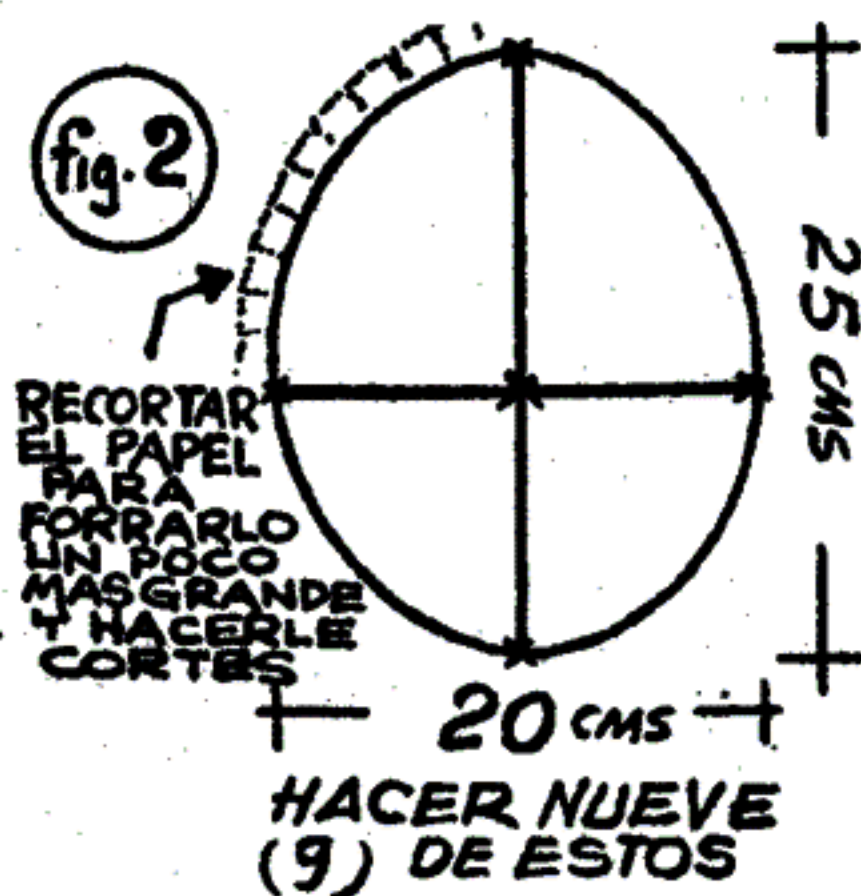 fig. 2
25 CMS
RECORTAR
EL PAPEL
PARA
FORRARLO
UN POCO
MAS GRANDE
Y HACERLE
CORTES
20 CMS
HACER NUEVE
(9) DE ESTOS